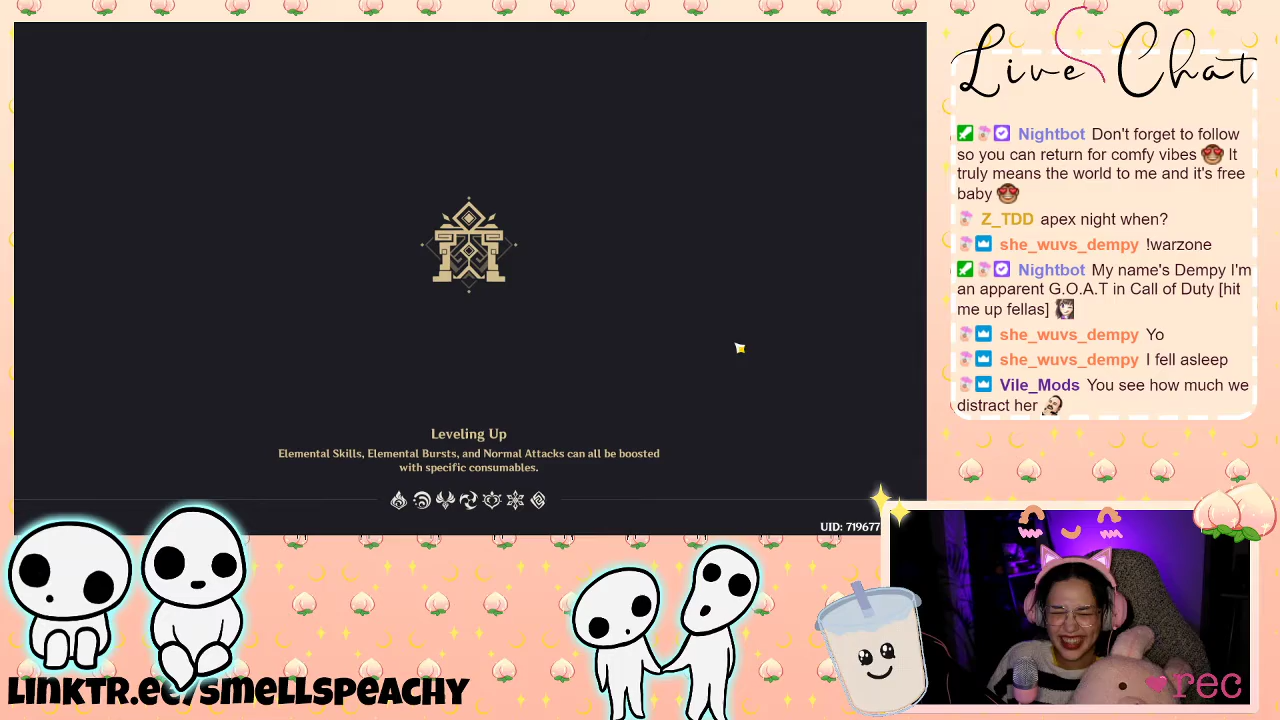 Live Chat
Nightbot Don't forget to follow
so you can return for comfy vibes It
truly means the world to me and it's free
baby
Z_TDD apex night when?
she_wuvs_dempy !warzone
Nightbot My name's Dempy I'm
an apparent G.O.A.T in Call of Duty [hit
me up fellas]
she_wuvs_dempy Yo
she_wuvs_dempy I fell asleep
Vile_Mods You see how much we
distract her
Leveling Up
Elemental Skills, Elemental Bursts, and Normal Attacks can all be boosted
with specific consumables.
UID: 719677
linktr.ee/smellspeachy
rec